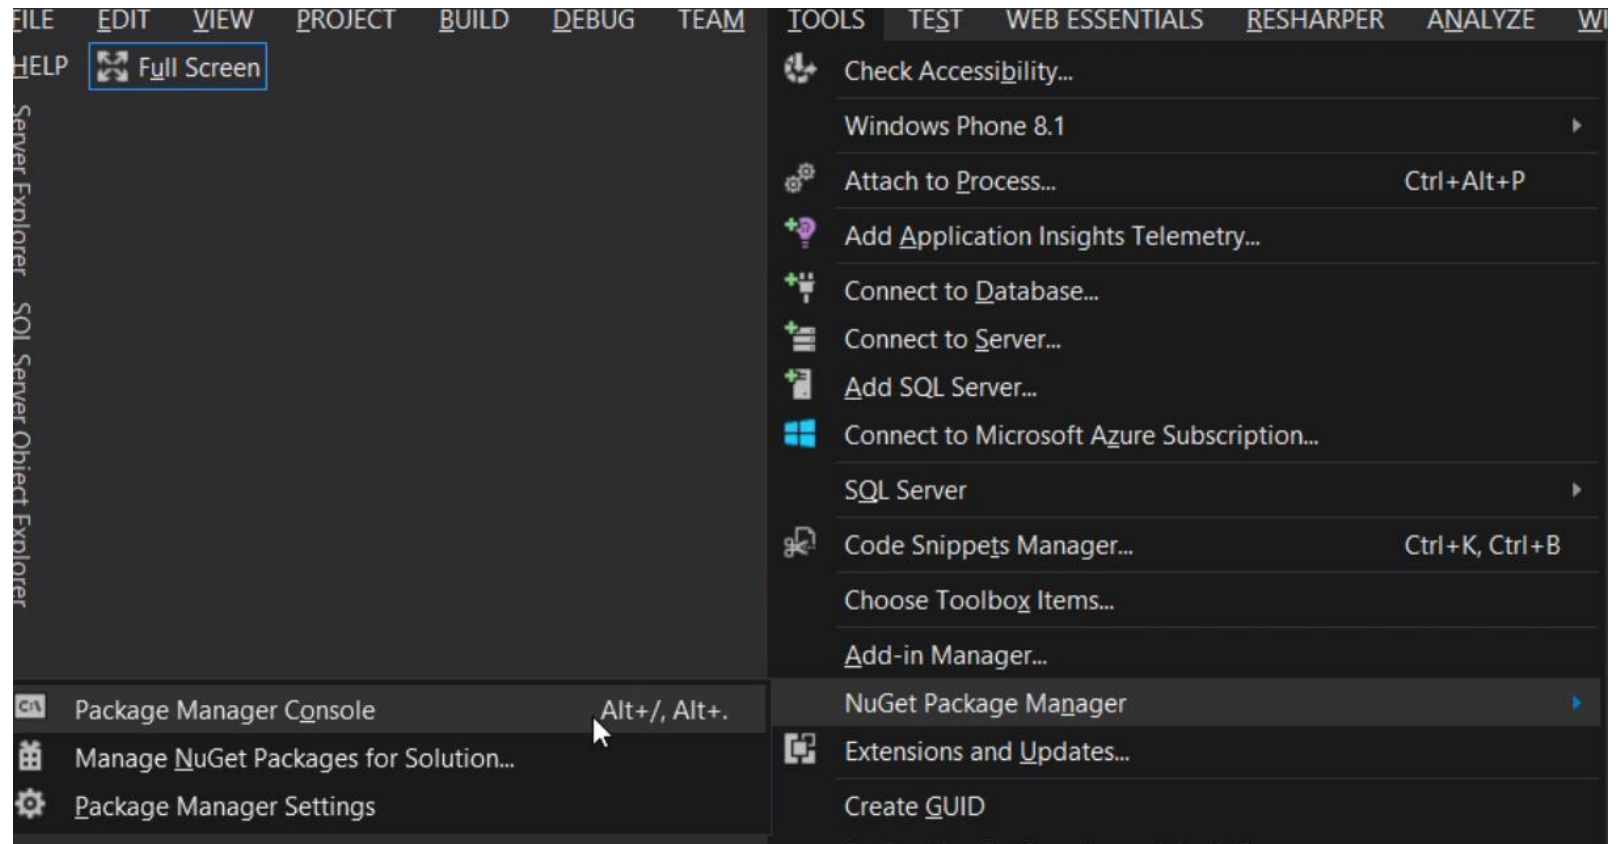 FILE EDIT VIEW PROJECT BUILD DEBUG TEAM TOOLS TEST WEB ESSENTIALS RESHARPER ANALYZE WI
HELP Full Screen
Server Explorer
SQL Server Object Explorer
Check Accessibility...
Windows Phone 8.1
Attach to Process... Ctrl+Alt+P
Add Application Insights Telemetry...
Connect to Database...
Connect to Server...
Add SQL Server...
Connect to Microsoft Azure Subscription...
SQL Server
Code Snippets Manager... Ctrl+K, Ctrl+B
Choose Toolbox Items...
Add-in Manager...
NuGet Package Manager
Extensions and Updates...
Create GUID
C:\ Package Manager Console Alt+/, Alt+.
Manage NuGet Packages for Solution...
Package Manager Settings